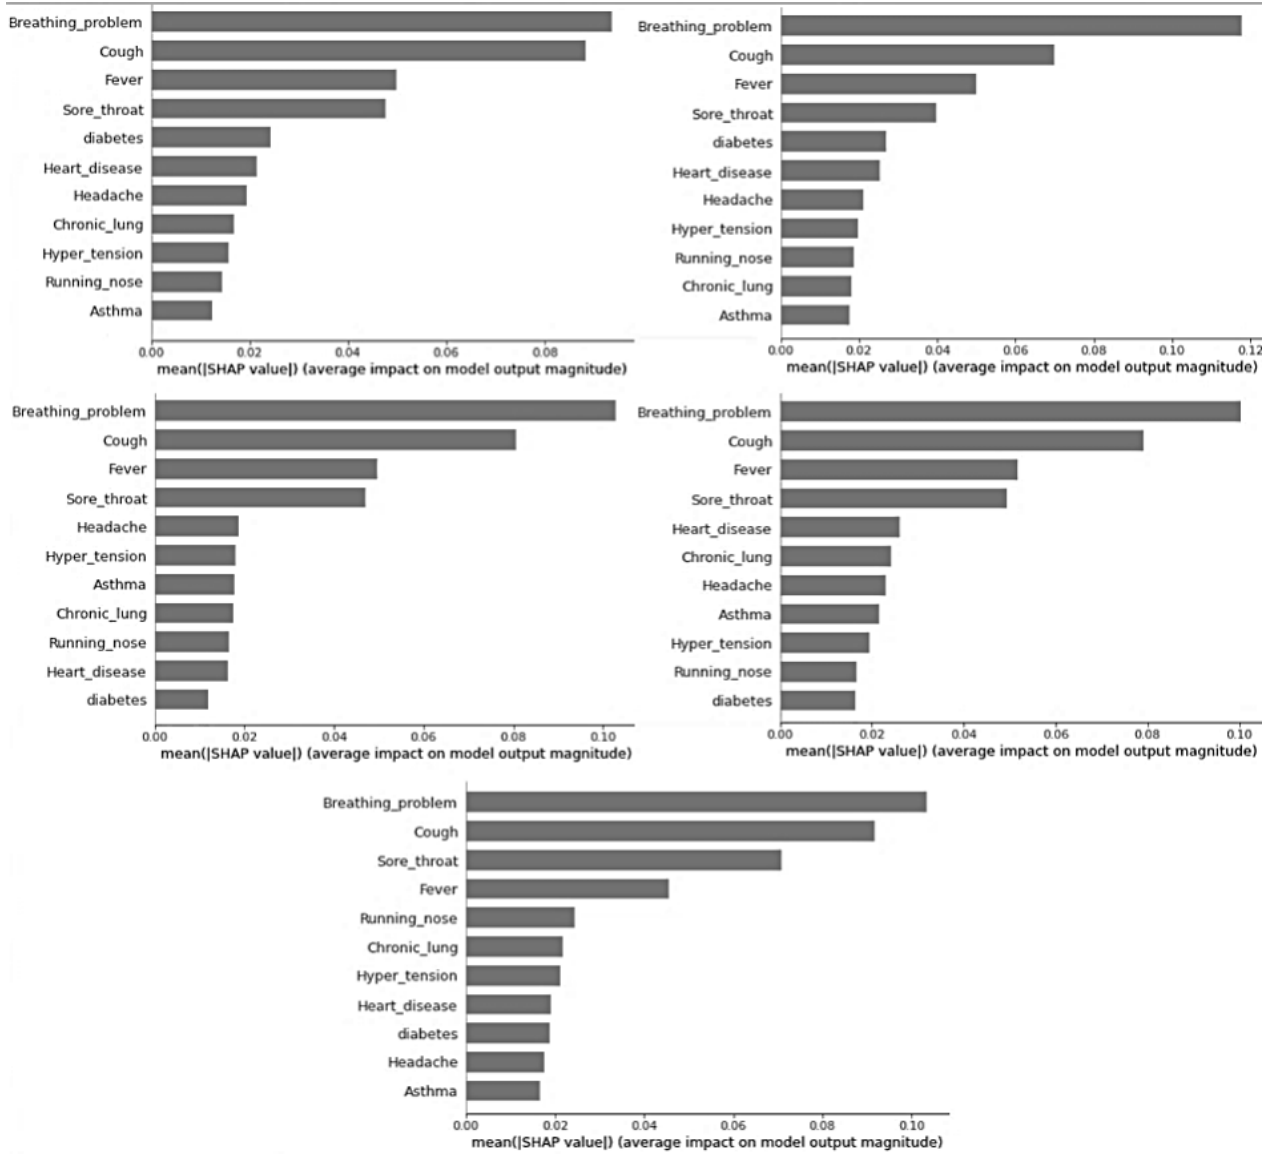 Breathing_problem
Cough
Fever
Sore_throat
diabetes
Heart_disease
Headache
Chronic_lung
Hyper_tension
Running_nose
Asthma
0.00 0.02 0.04 0.06 0.08
mean(|SHAP value|) (average impact on model output magnitude)
Breathing_problem
Cough
Fever
Sore_throat
diabetes
Heart_disease
Headache
Hyper_tension
Running_nose
Chronic_lung
Asthma
0.00 0.02 0.04 0.06 0.08 0.10 0.12
mean(|SHAP value|) (average impact on model output magnitude)
Breathing_problem
Cough
Fever
Sore_throat
Headache
Hyper_tension
Asthma
Chronic_lung
Running_nose
Heart_disease
diabetes
0.00 0.02 0.04 0.06 0.08 0.10
mean(|SHAP value|) (average impact on model output magnitude)
Breathing_problem
Cough
Fever
Sore_throat
Heart_disease
Chronic_lung
Headache
Asthma
Hyper_tension
Running_nose
diabetes
0.00 0.02 0.04 0.06 0.08 0.10
mean(|SHAP value|) (average impact on model output magnitude)
Breathing_problem
Cough
Sore_throat
Fever
Running_nose
Chronic_lung
Hyper_tension
Heart_disease
diabetes
Headache
Asthma
0.00 0.02 0.04 0.06 0.08 0.10
mean(|SHAP value|) (average impact on model output magnitude)